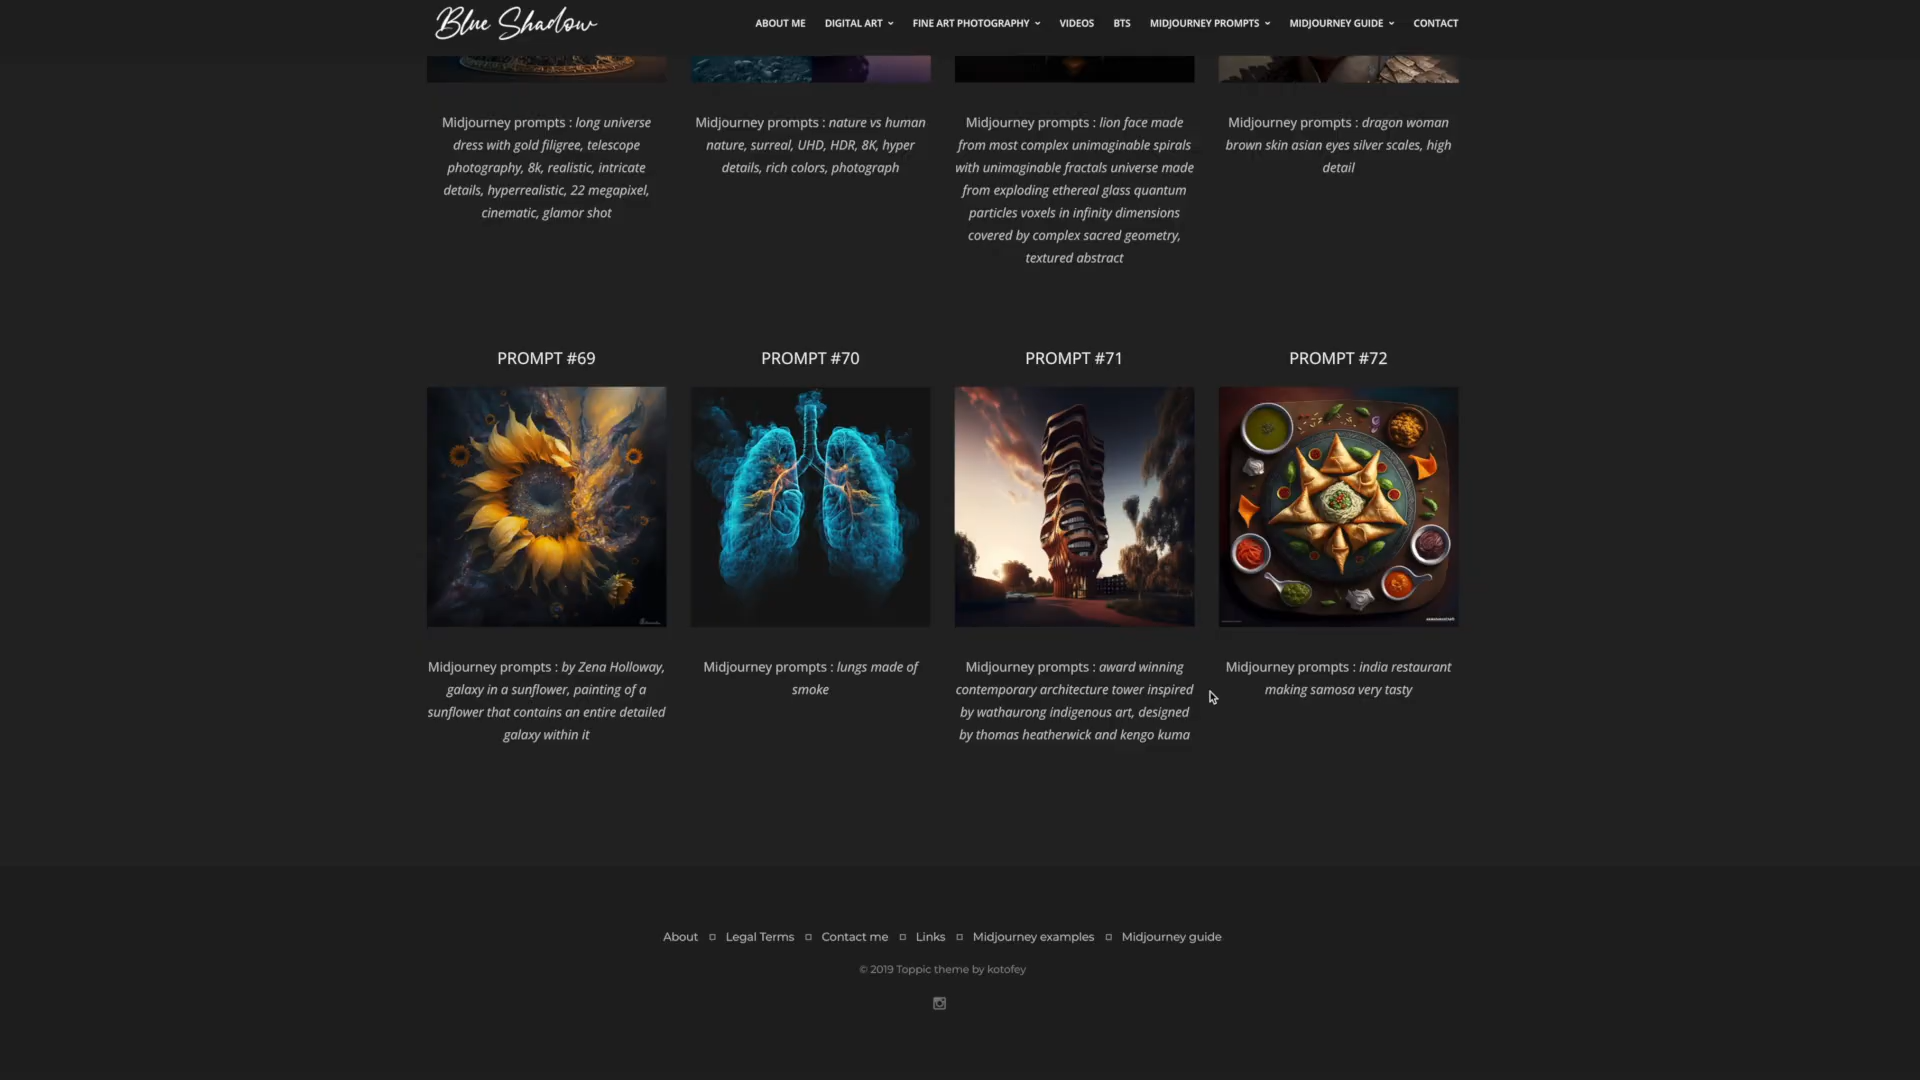 Blue Shadow
ABOUT ME DIGITAL ART FINE ART PHOTOGRAPHY VIDEOS BTS MIDJOURNEY PROMPTS MIDJOURNEY GUIDE CONTACT
Midjourney prompts : long universe
dress with gold filigree, telescope
photography, 8k, realistic, intricate
details, hyperrealistic, 22 megapixel,
cinematic, glamor shot
Midjourney prompts : nature vs human
nature, surreal, UHD, HDR, 8K, hyper
details, rich colors, photograph
Midjourney prompts : lion face made
from most complex unimaginable spirals
with unimaginable fractals universe made
from exploding ethereal glass quantum
particles voxels in infinity dimensions
covered by complex sacred geometry,
textured abstract
Midjourney prompts : dragon woman
brown skin asian eyes silver scales, high
detail
PROMPT #69
Midjourney prompts : by Zena Holloway,
galaxy in a sunflower, painting of a
sunflower that contains an entire detailed
galaxy within it
PROMPT #70
Midjourney prompts : lungs made of
smoke
PROMPT #71
Midjourney prompts : award winning
contemporary architecture tower inspired
by wathaurong indigenous art, designed
by thomas heatherwick and kengo kuma
PROMPT #72
Midjourney prompts : india restaurant
making samosa very tasty
About ¤ Legal Terms ¤ Contact me ¤ Links ¤ Midjourney examples ¤ Midjourney guide
© 2019 Toppic theme by kotofey